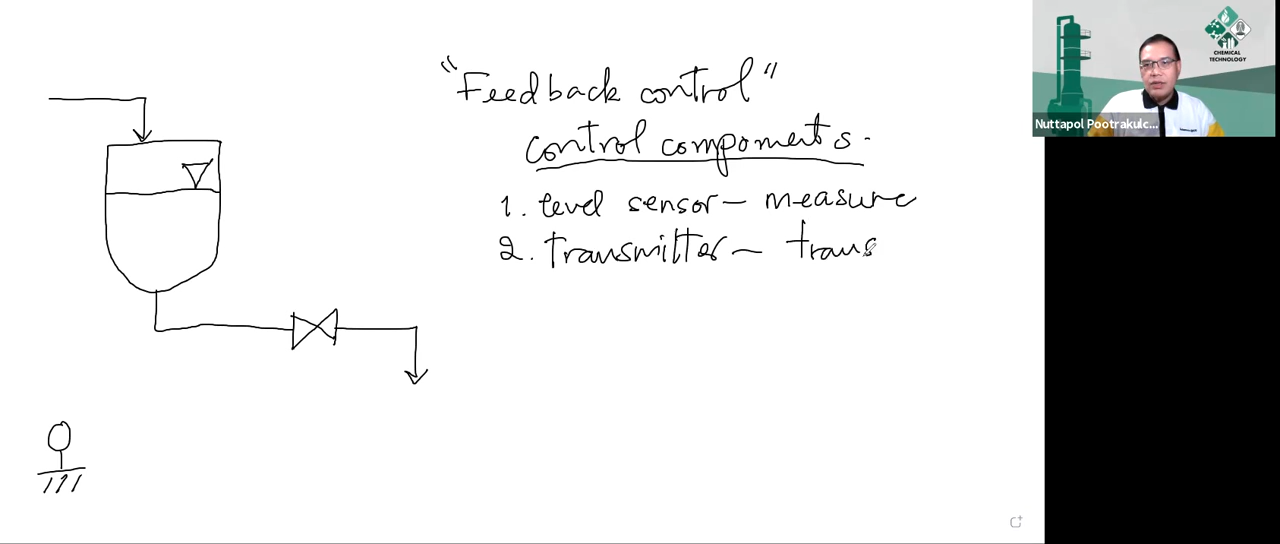 "Feedback control"
control components.
1. level sensor - measure
2. transmitter - trans
CHEMICAL
TECHNOLOGY
Nuttapol Pootrakulc...